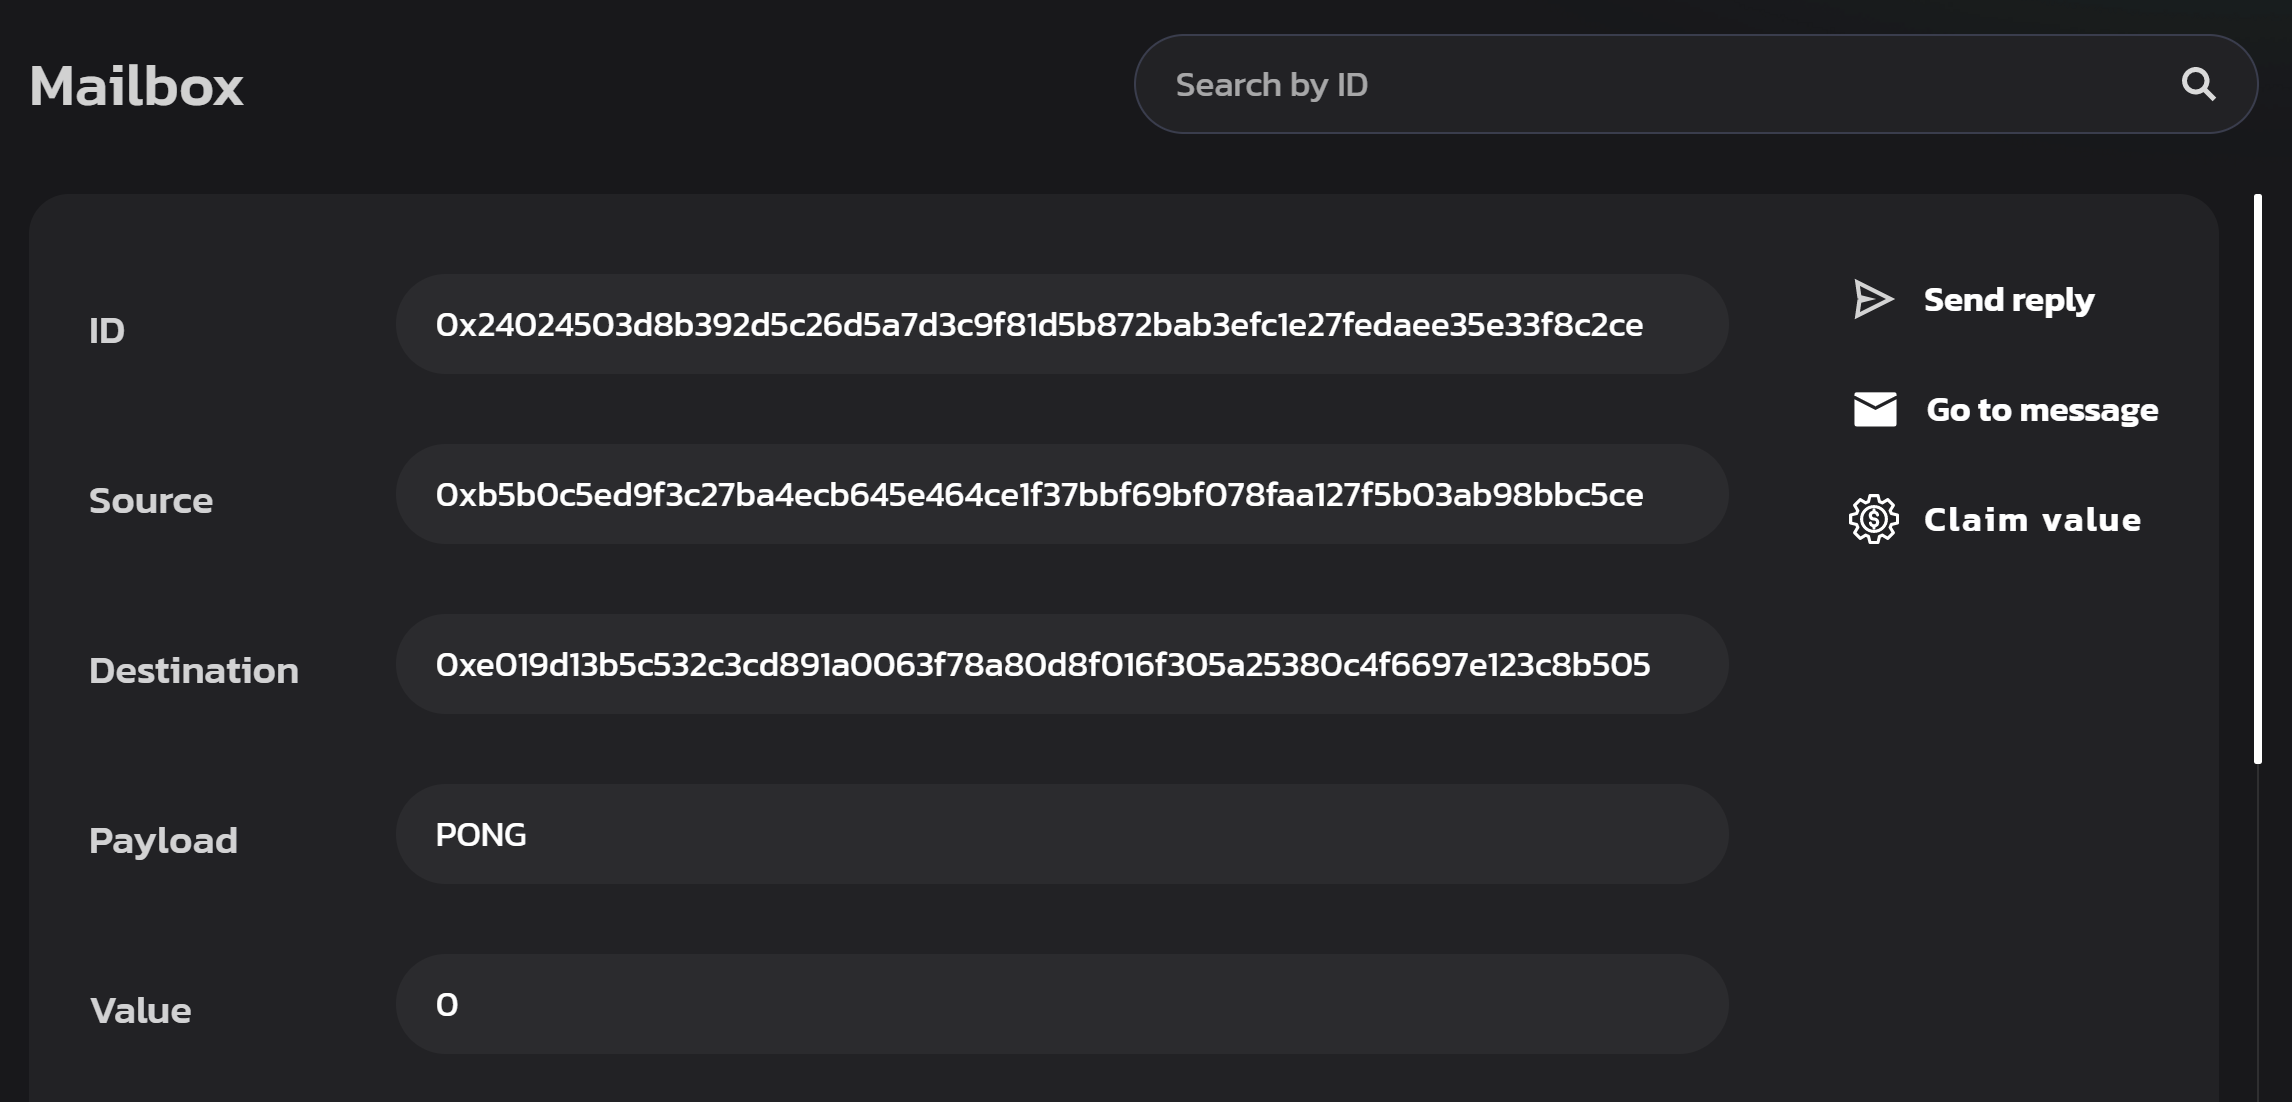 Mailbox
Search by ID
ID
0x24024503d8b392d5c26d5a7d3c9f81d5b872bab3efc1e27fedaee35e33f8c2ce
Send reply
Go to message
Source
0xb5b0c5ed9f3c27ba4ecb645e464ce1f37bbf69bf078faa127f5b03ab98bbc5ce
Claim value
Destination
0xe019d13b5c532c3cd891a0063f78a80d8f016f305a25380c4f6697e123c8b505
Payload
PONG
Value
0